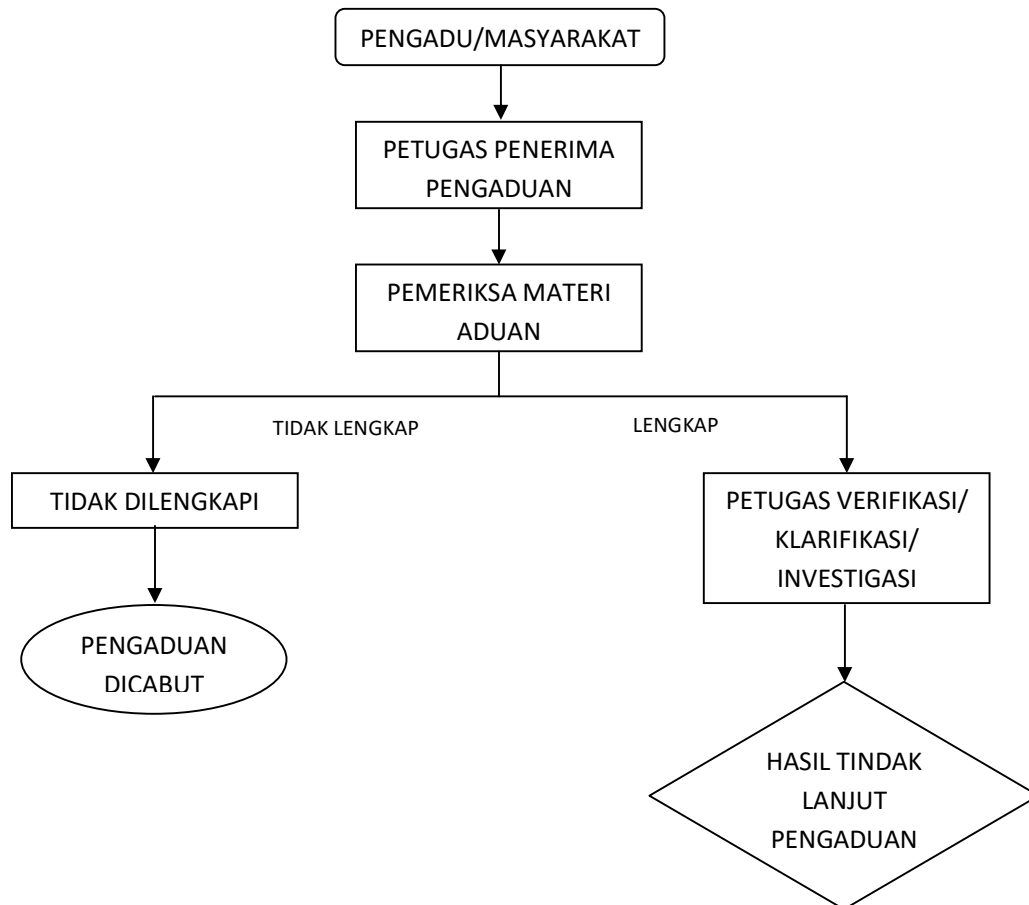 PENGADU/MASYARAKAT
PETUGAS PENERIMA
PENGADUAN
PEMERIKSA MATERI
ADUAN
TIDAK LENGKAP
LENGKAP
TIDAK DILENGKAPI
PETUGAS VERIFIKASI/
KLARIFIKASI/
INVESTIGASI
PENGADUAN
DICABUT
HASIL TINDAK
LANJUT
PENGADUAN